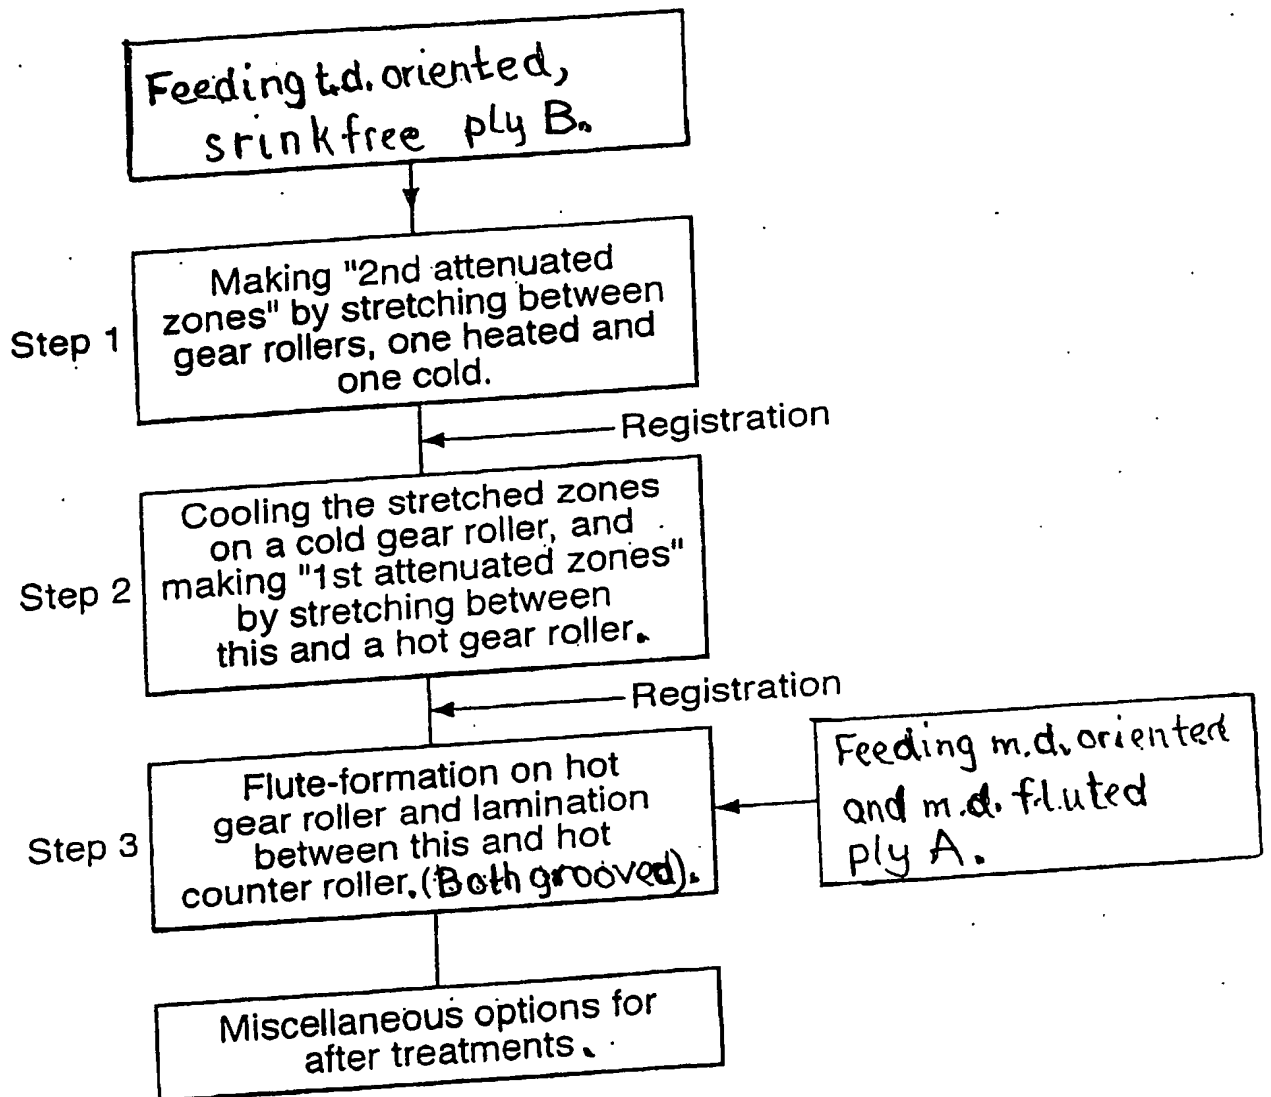 Feeding t.d. oriented,
srinkfree ply B.
Step 1
Making "2nd attenuated
zones" by stretching between
gear rollers, one heated and
one cold.
Registration
Step 2
Cooling the stretched zones
on a cold gear roller, and
making "1st attenuated zones"
by stretching between
this and a hot gear roller.
Registration
Step 3
Flute-formation on hot
gear roller and lamination
between this and hot
counter roller. (Both grooved).
Feeding m.d. oriented
and m.d. fluted
ply A.
Miscellaneous options for
after treatments.